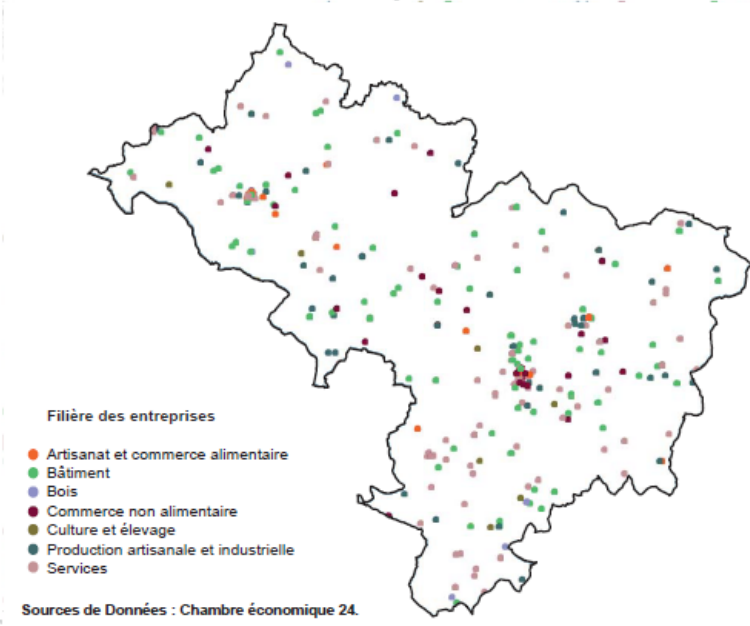 Filière des entreprises
Artisanat et commerce alimentaire
Bâtiment
Bois
Commerce non alimentaire
Culture et élevage
Production artisanale et industrielle
Services
Sources de Données : Chambre économique 24.